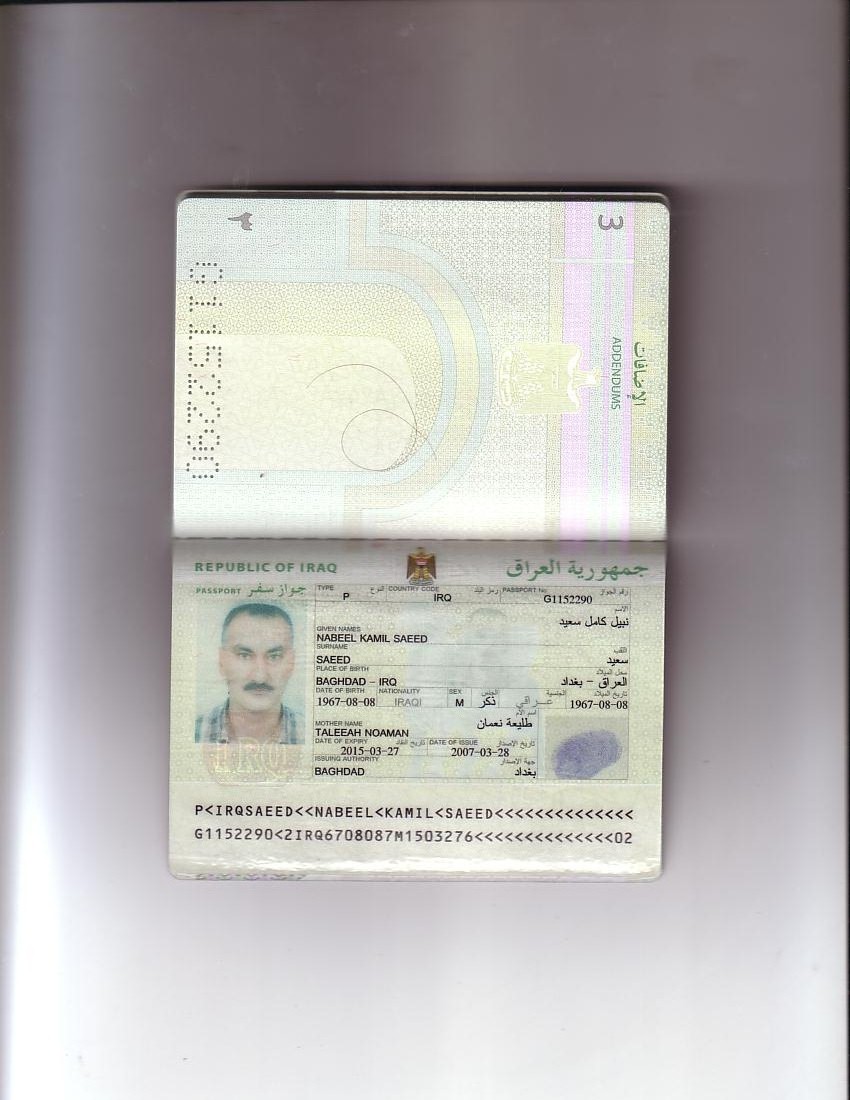 ٣
3
G1152290
الإضافات
ADDENDUMS
REPUBLIC OF IRAQ جمهورية العراق
PASSPORT جواز سفر
TYPE النوع COUNTRY CODE رمز البلد PASSPORT No. رقم الجواز
P IRQ G1152290
الاسم
نبيل كامل سعيد
GIVEN NAMES
NABEEL KAMIL SAEED
SURNAME اللقب
SAEED سعيد
PLACE OF BIRTH محل الميلاد
BAGHDAD – IRQ العراق – بغداد
DATE OF BIRTH NATIONALITY SEX الجنس الجنسية تاريخ الميلاد
1967-08-08 IRAQI M ذكر عــراقي 1967-08-08
اسم الأم
MOTHER NAME طليعة نعمان
TALEEAH NOAMAN
DATE OF EXPIRY تاريخ النفاذ DATE OF ISSUE تاريخ الإصدار
2015-03-27 2007-03-28
ISSUING AUTHORITY جهة الإصدار
BAGHDAD بغداد
IRQ
P<IRQSAEED<<NABEEL<KAMIL<SAEED<<<<<<<<<<<<<<
G1152290<2IRQ6708087M1503276<<<<<<<<<<<<<<02